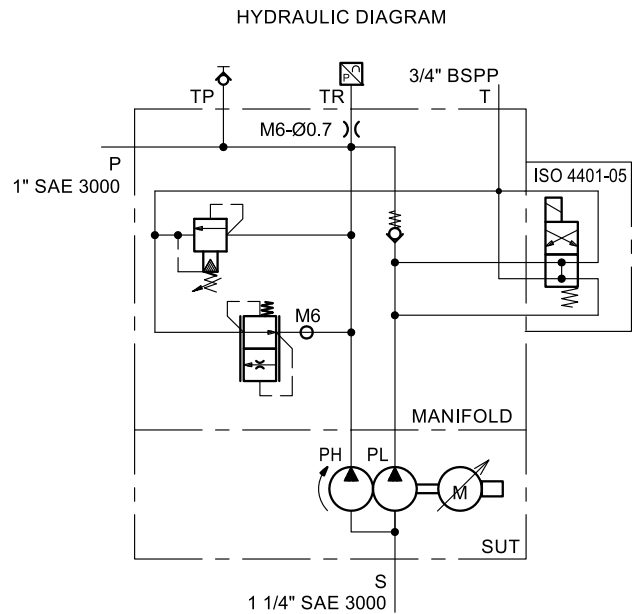 HYDRAULIC DIAGRAM
3/4" BSPP
TP
TR
T
P
M6-Ø0.7
P
1" SAE 3000
ISO 4401-05
M6
MANIFOLD
PH
PL
M
SUT
S
1 1/4" SAE 3000